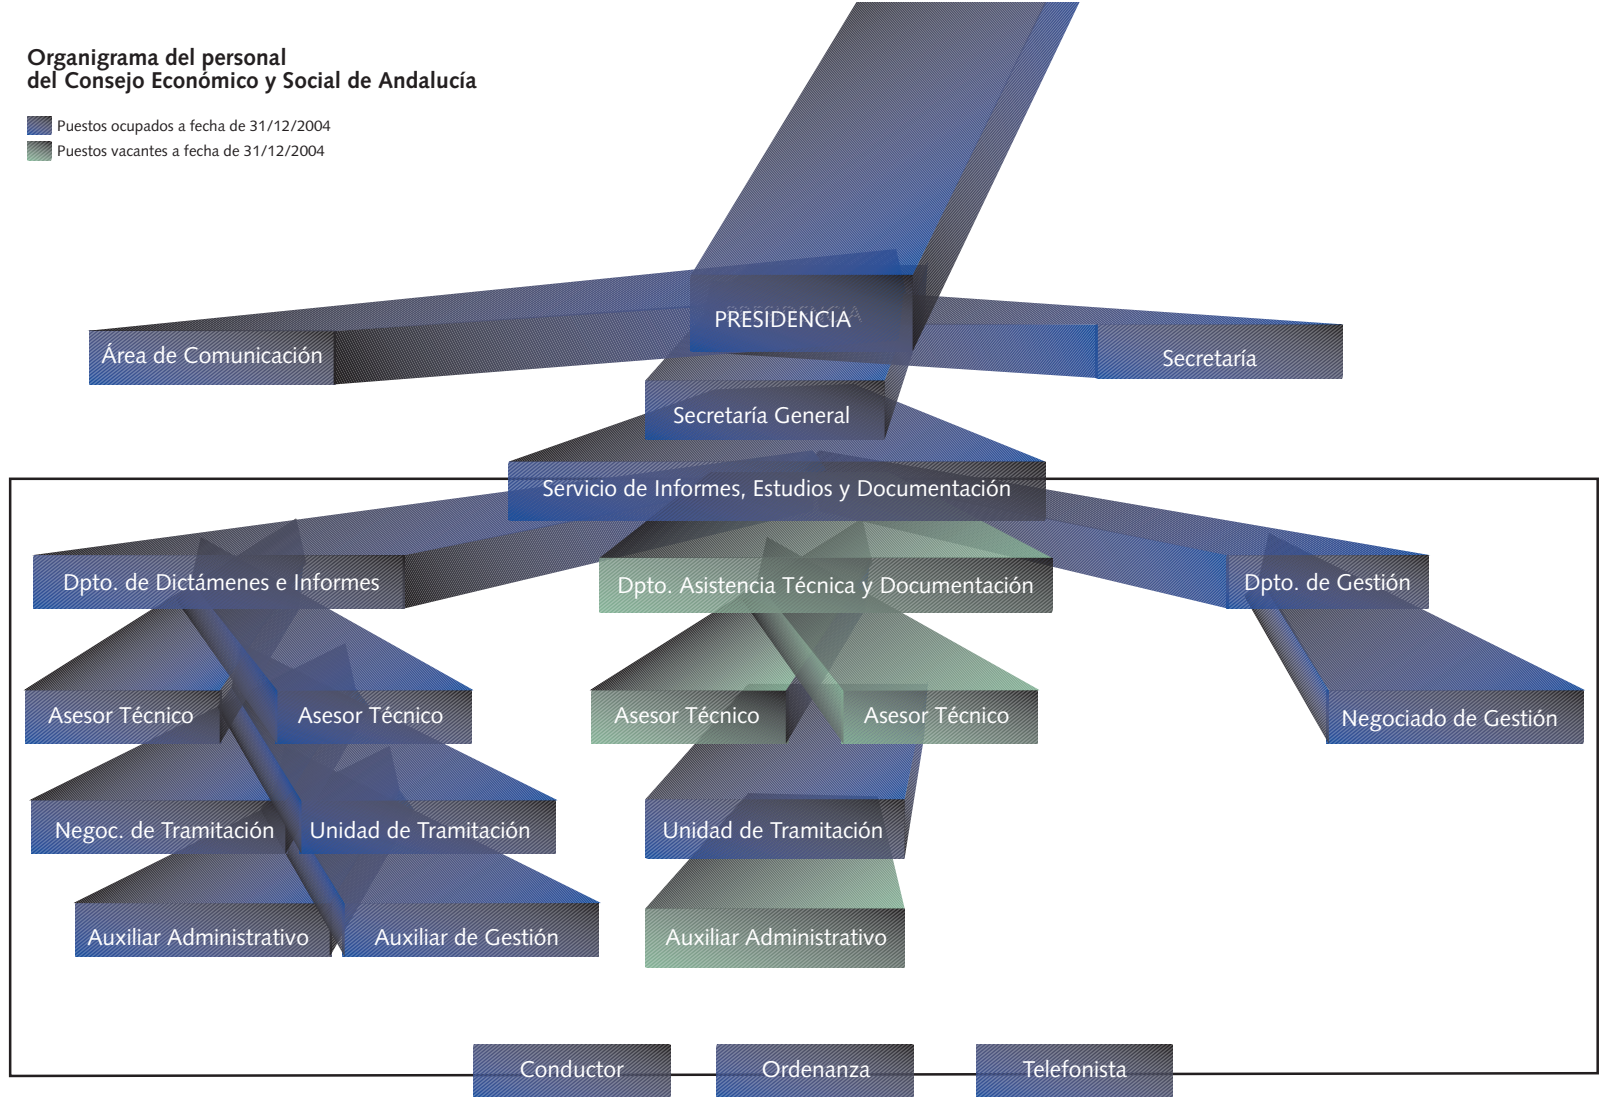 Organigrama del personal
del Consejo Económico y Social de Andalucía
Puestos ocupados a fecha de 31/12/2004
Puestos vacantes a fecha de 31/12/2004
PRESIDENCIA
Área de Comunicación
Secretaría
Secretaría General
Servicio de Informes, Estudios y Documentación
Dpto. de Dictámenes e Informes
Dpto. Asistencia Técnica y Documentación
Dpto. de Gestión
Asesor Técnico
Asesor Técnico
Asesor Técnico
Asesor Técnico
Negociado de Gestión
Negoc. de Tramitación
Unidad de Tramitación
Unidad de Tramitación
Auxiliar Administrativo
Auxiliar de Gestión
Auxiliar Administrativo
Conductor
Ordenanza
Telefonista